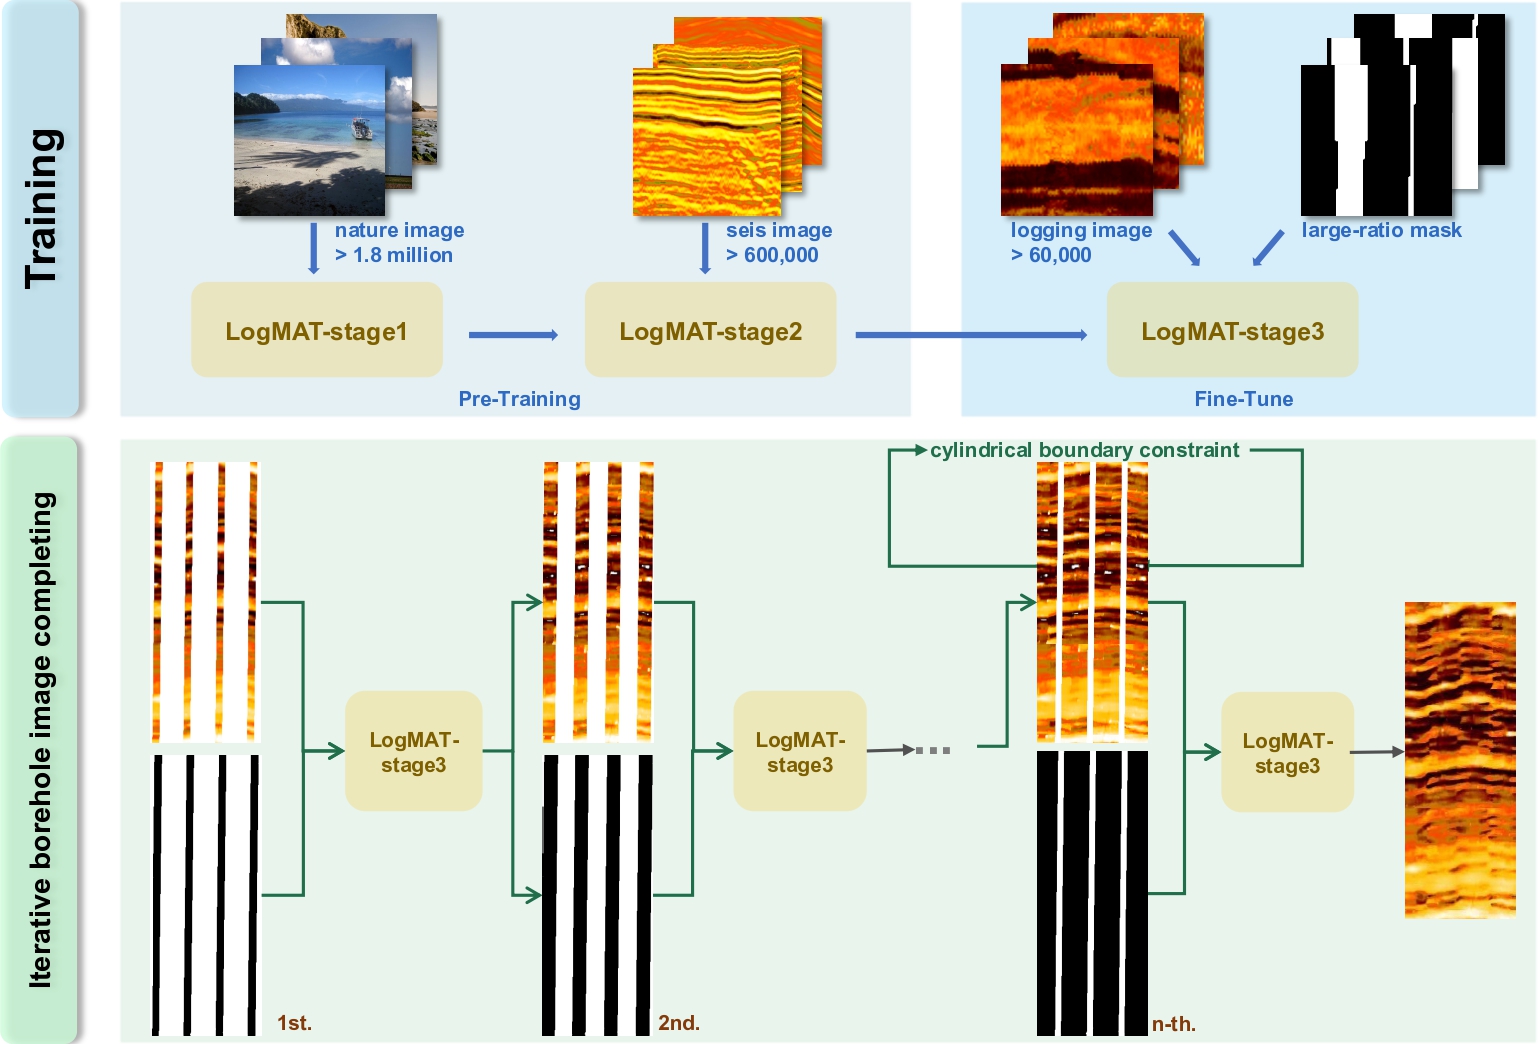 Training
nature image
> 1.8 million
seis image
> 600,000
logging image
> 60,000
large-ratio mask
LogMAT-stage1
LogMAT-stage2
LogMAT-stage3
Pre-Training
Fine-Tune
Iterative borehole image completing
cylindrical boundary constraint
LogMAT-
stage3
LogMAT-
stage3
LogMAT-
stage3
1st.
2nd.
n-th.